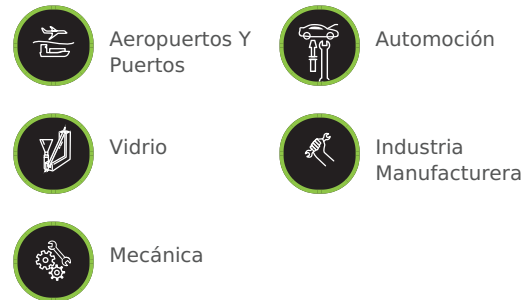 Aeropuertos Y
Puertos
Automoción
Vidrio
Industria
Manufacturera
Mecánica